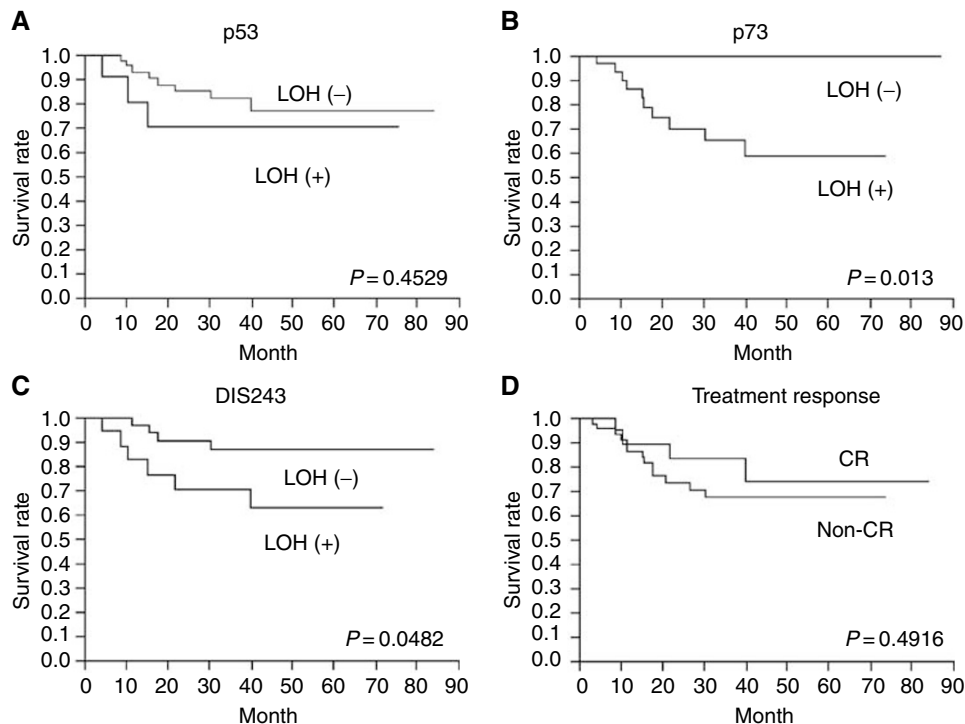 A
p53
1.0
0.9
0.8
0.7
0.6
0.5
0.4
0.3
0.2
0.1
0.0
Survival rate
LOH (–)
LOH (+)
P = 0.4529
0 10 20 30 40 50 60 70 80 90
Month
B
p73
1.0
0.9
0.8
0.7
0.6
0.5
0.4
0.3
0.2
0.1
0.0
Survival rate
LOH (–)
LOH (+)
P = 0.013
0 10 20 30 40 50 60 70 80 90
Month
C
DIS243
1.0
0.9
0.8
0.7
0.6
0.5
0.4
0.3
0.2
0.1
0.0
Survival rate
LOH (–)
LOH (+)
P = 0.0482
0 10 20 30 40 50 60 70 80 90
Month
D
Treatment response
1.0
0.9
0.8
0.7
0.6
0.5
0.4
0.3
0.2
0.1
0.0
Survival rate
CR
Non-CR
P = 0.4916
0 10 20 30 40 50 60 70 80 90
Month